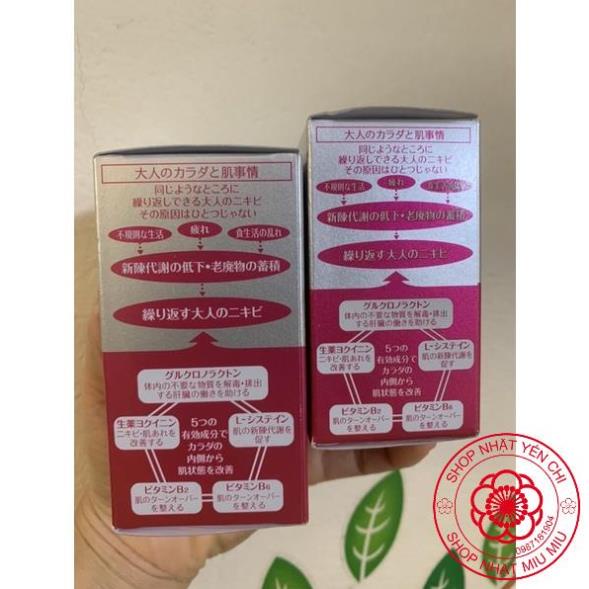 大人のカラダと肌事情
同じようなところに
繰り返しできる大人のニキビ
その原因はひとつじゃない
不規則な生活
疲れ
食生活の乱れ
新陳代謝の低下・老廃物の蓄積
繰り返す大人のニキビ
グルクロノラクトン
体内の不要な物質を解毒・排出
する肝臓の働きを助ける
生薬ヨクイニン
ニキビ・肌あれを
改善する
5つの
有効成分で
カラダの
内側から
肌状態を改善
L-システイン
肌の新陳代謝を
促す
ビタミンB2
肌のターンオーバー
を整える
ビタミンB6
肌のターンオーバー
を整える
大人のカラダと肌事情
同じようなところに
繰り返しできる大人のニキビ
その原因はひとつじゃない
不規則な生活
疲れ
食生活の乱れ
新陳代謝の低下・老廃物の蓄積
繰り返す大人のニキビ
グルクロノラクトン
体内の不要な物質を解毒・排出
する肝臓の働きを助ける
生薬ヨクイニン
ニキビ・肌あれを
改善する
5つの
有効成分で
カラダの
内側から
肌状態を改善
L-システイン
肌の新陳代謝を
促す
ビタミンB2
肌のターンオーバー
を整える
ビタミンB6
肌のターンオーバー
を整える
SHOP NHẬT YẾN CHI
0987181904
SHOP NHẬT MIU MIU